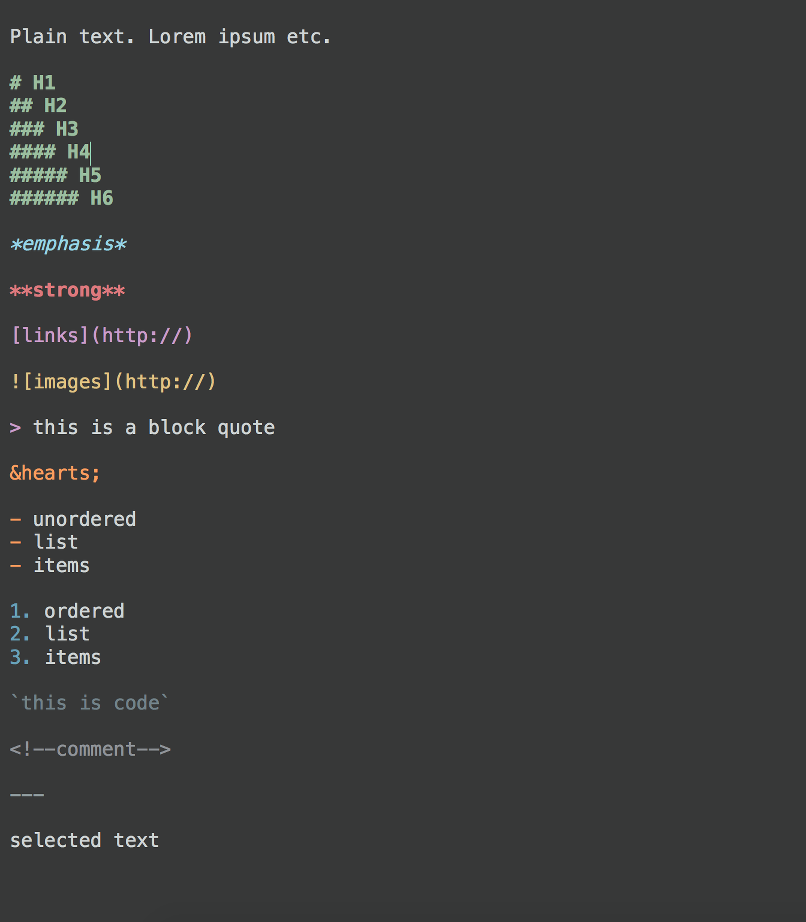 Plain text. Lorem ipsum etc.
# H1
## H2
### H3
#### H4
##### H5
###### H6
*emphasis*
**strong**
[links](http://)
![images](http://)
> this is a block quote
&hearts;
- unordered
- list
- items
1. ordered
2. list
3. items
`this is code`
<!--comment-->
---
selected text